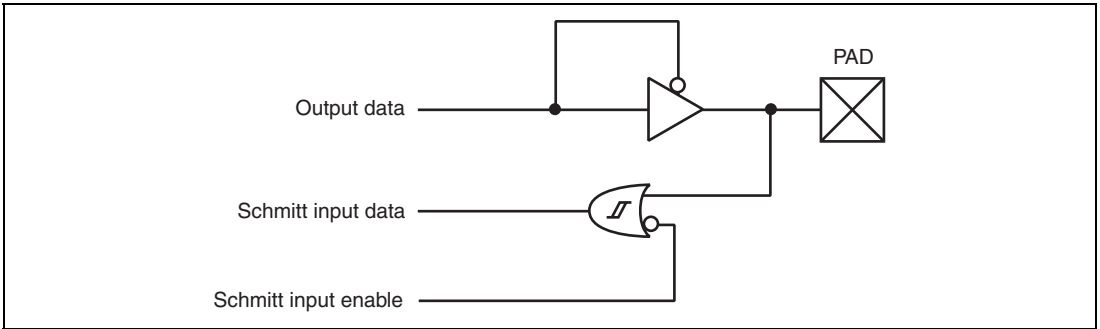 PAD
Output data
Schmitt input data
Schmitt input enable